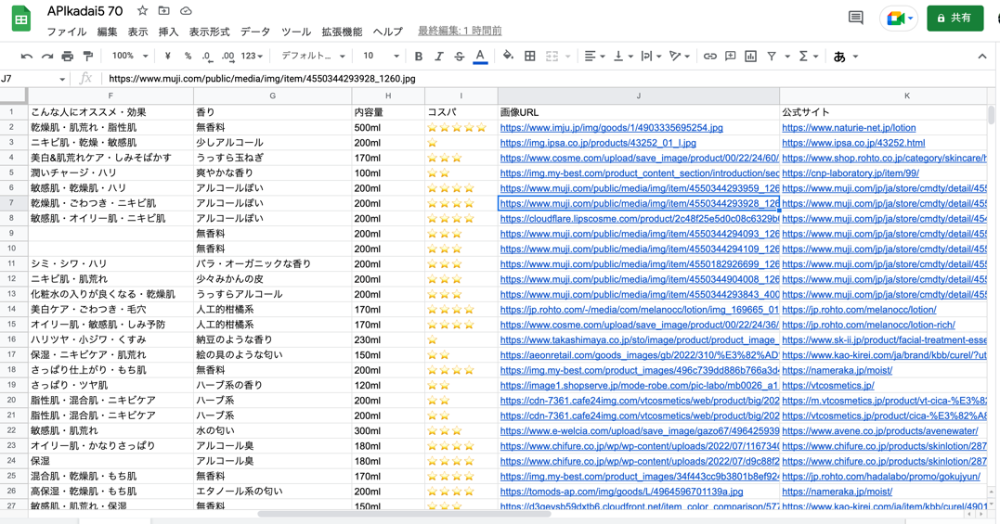 APIkadai5 70
ファイル 編集 表示 挿入 表示形式 データ ツール 拡張機能 ヘルプ 最終編集: 1 時間前
共有
100% ¥ % .0 .00 123 デフォルト... 10 B I S A あ
J7 fx https://www.muji.com/public/media/img/item/4550344293928_1260.jpg
F G H I J K
1 こんな人にオススメ・効果 香り 内容量 コスパ 画像URL 公式サイト
2 乾燥肌・肌荒れ・脂性肌 無香料 500ml ⭐⭐⭐⭐⭐ https://www.imju.jp/img/goods/1/4903335695254.jpg https://www.naturie-net.jp/lotion
3 ニキビ肌・乾燥・敏感肌 少しアルコール 200ml ⭐ https://img.ipsa.co.jp/products/43252_01_l.jpg https://www.ipsa.co.jp/43252.html
4 美白&肌荒れケア・しみそばかす うっすら玉ねぎ 170ml ⭐⭐⭐ https://www.cosme.com/upload/save_image/product/00/22/24/60/ https://www.shop.rohto.co.jp/category/skincare/h
5 潤いチャージ・ハリ 爽やかな香り 100ml ⭐⭐ https://img.my-best.com/product_content_section/introduction/sec https://cnp-laboratory.jp/item/99/
6 敏感肌・乾燥肌・ハリ アルコールぽい 200ml ⭐⭐⭐⭐ https://www.muji.com/public/media/img/item/4550344293959_126 https://www.muji.com/jp/ja/store/cmdty/detail/455
7 乾燥肌・ごわつき・ニキビ肌 アルコールぽい 200ml ⭐⭐⭐⭐ https://www.muji.com/public/media/img/item/4550344293928_126 https://www.muji.com/jp/ja/store/cmdty/detail/455
8 敏感肌・オイリー肌・ニキビ肌 アルコールぽい 200ml ⭐⭐⭐⭐ https://cloudflare.lipscosme.com/product/2c48f25e5d0c08c6329b https://www.muji.com/jp/ja/store/cmdty/detail/454
9 無香料 200ml ⭐⭐⭐ https://www.muji.com/public/media/img/item/4550344294093_126 https://www.muji.com/jp/ja/store/cmdty/detail/455
10 無香料 200ml ⭐⭐⭐ https://www.muji.com/public/media/img/item/4550344294109_126 https://www.muji.com/jp/ja/store/cmdty/detail/455
11 シミ・シワ・ハリ バラ・オーガニックな香り 200ml ⭐⭐⭐ https://www.muji.com/public/media/img/item/4550182926699_126 https://www.muji.com/jp/ja/store/cmdty/detail/455
12 ニキビ肌・肌荒れ 少々みかんの皮 200ml ⭐⭐⭐ https://www.muji.com/public/media/img/item/4550344904008_126 https://www.muji.com/jp/ja/store/cmdty/detail/455
13 化粧水の入りが良くなる・乾燥肌 うっすらアルコール 200ml ⭐⭐⭐ https://www.muji.com/public/media/img/item/4550344293843_400 https://www.muji.com/jp/ja/store/cmdty/detail/455
14 美白ケア・ごわつき・毛穴 人工的柑橘系 170ml ⭐⭐⭐⭐ https://jp.rohto.com/-/media/com/melanocc/lotion/img_169665_01 https://jp.rohto.com/melanocc/lotion/
15 オイリー肌・敏感肌・しみ予防 人工的柑橘系 170ml ⭐⭐⭐⭐ https://www.cosme.com/upload/save_image/product/00/22/24/36/ https://jp.rohto.com/melanocc/lotion-rich/
16 ハリツヤ・小ジワ・くすみ 納豆のような香り 230ml ⭐ https://www.takashimaya.co.jp/sto/image/product/product_image_ https://www.sk-ii.jp/product/facial-treatment-esse
17 保湿・ニキビケア・肌荒れ 絵の具のような匂い 150ml ⭐⭐ https://aeonretail.com/goods_images/gb/2022/310/%E3%82%AD https://www.kao-kirei.com/ja/brand/kbb/curel/?ut
18 さっぱり仕上がり・もち肌 無香料 200ml ⭐⭐⭐⭐ https://img.my-best.com/product_images/496c739dd886b766a3d4 https://nameraka.jp/moist/
19 さっぱり・ツヤ肌 ハーブ系の香り 120ml ⭐⭐ https://image1.shopserve.jp/mode-robe.com/pic-labo/mb0026_a1 https://vtcosmetics.jp/
20 脂性肌・混合肌・ニキビケア ハーブ系 200ml ⭐⭐ https://cdn-7361.cafe24img.com/vtcosmetics/web/product/big/202 https://m.vtcosmetics.jp/product/vt-cica-%E3%82
21 脂性肌・混合肌・ニキビケア ハーブ系 200ml ⭐⭐ https://cdn-7361.cafe24img.com/vtcosmetics/web/product/big/202 https://vtcosmetics.jp/product/cica-%E3%82%A8
22 敏感肌・肌荒れ 水の匂い 300ml ⭐⭐⭐ https://www.e-welcia.com/upload/save_image/gazo67/496425939 https://www.avene.co.jp/products/avenewater/
23 オイリー肌・かなりさっぱり アルコール臭 180ml ⭐⭐⭐⭐ https://www.chifure.co.jp/wp/wp-content/uploads/2022/07/1167340 https://www.chifure.co.jp/products/skinlotion/287
24 保湿 アルコール臭 180ml ⭐⭐⭐⭐ https://www.chifure.co.jp/wp/wp-content/uploads/2022/07/d9c88f2 https://www.chifure.co.jp/products/skinlotion/287
25 混合肌・乾燥肌・もち肌 無香料 170ml ⭐⭐⭐⭐ https://img.my-best.com/product_images/34f443cc9b3801b8ef924 https://jp.rohto.com/hadalabo/promo/gokujyun/
26 高保湿・乾燥肌・もち肌 エタノール系の匂い 200ml ⭐⭐⭐⭐ https://tomods-ap.com/img/goods/L/4964596701139a.jpg https://nameraka.jp/moist/
27 敏感肌・肌荒れ・保湿 無香料 150ml ⭐⭐⭐